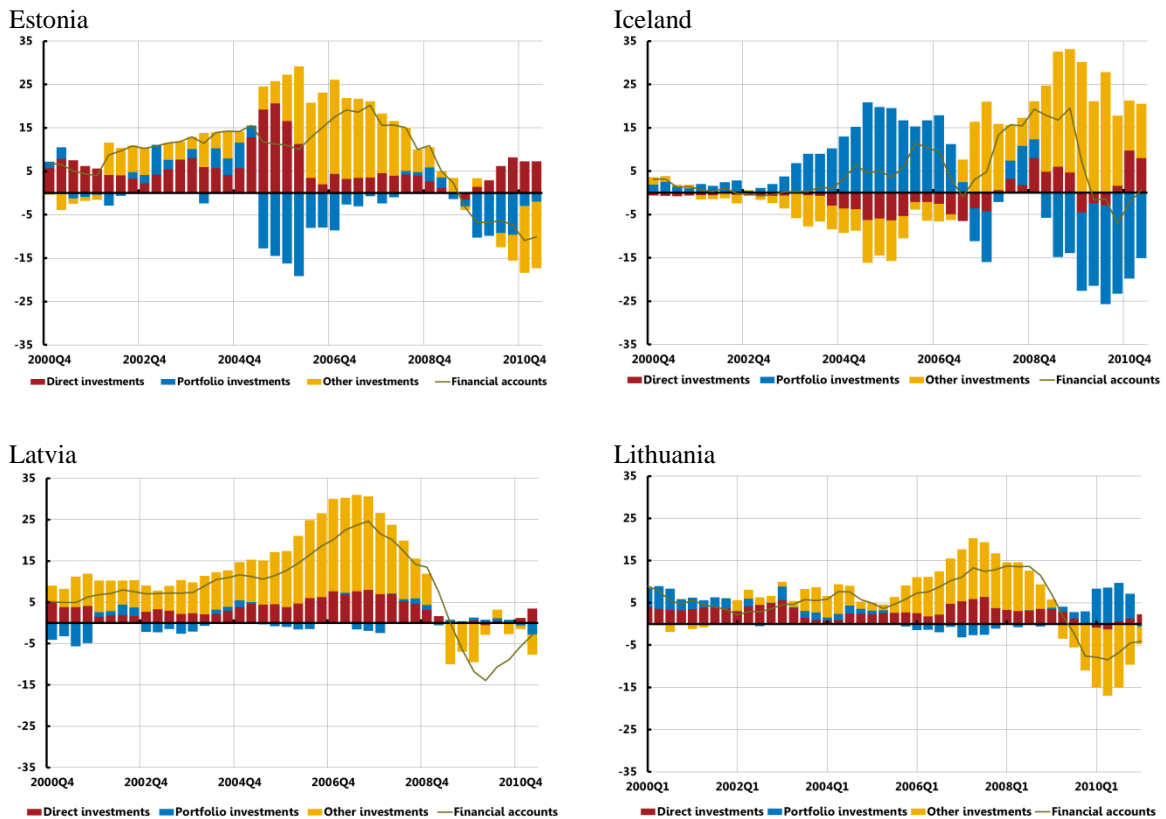 Estonia
35
25
15
5
-5
-15
-25
-35
2000Q4 2002Q4 2004Q4 2006Q4 2008Q4 2010Q4
Direct investments Portfolio investments Other investments Financial accounts
Iceland
35
25
15
5
-5
-15
-25
-35
2000Q4 2002Q4 2004Q4 2006Q4 2008Q4 2010Q4
Direct investments Portfolio investments Other investments Financial accounts
Latvia
35
25
15
5
-5
-15
-25
-35
2000Q4 2002Q4 2004Q4 2006Q4 2008Q4 2010Q4
Direct investments Portfolio investments Other investments Financial accounts
Lithuania
35
25
15
5
-5
-15
-25
-35
2000Q1 2002Q1 2004Q1 2006Q1 2008Q1 2010Q1
Direct investments Portfolio investments Other investments Financial accounts